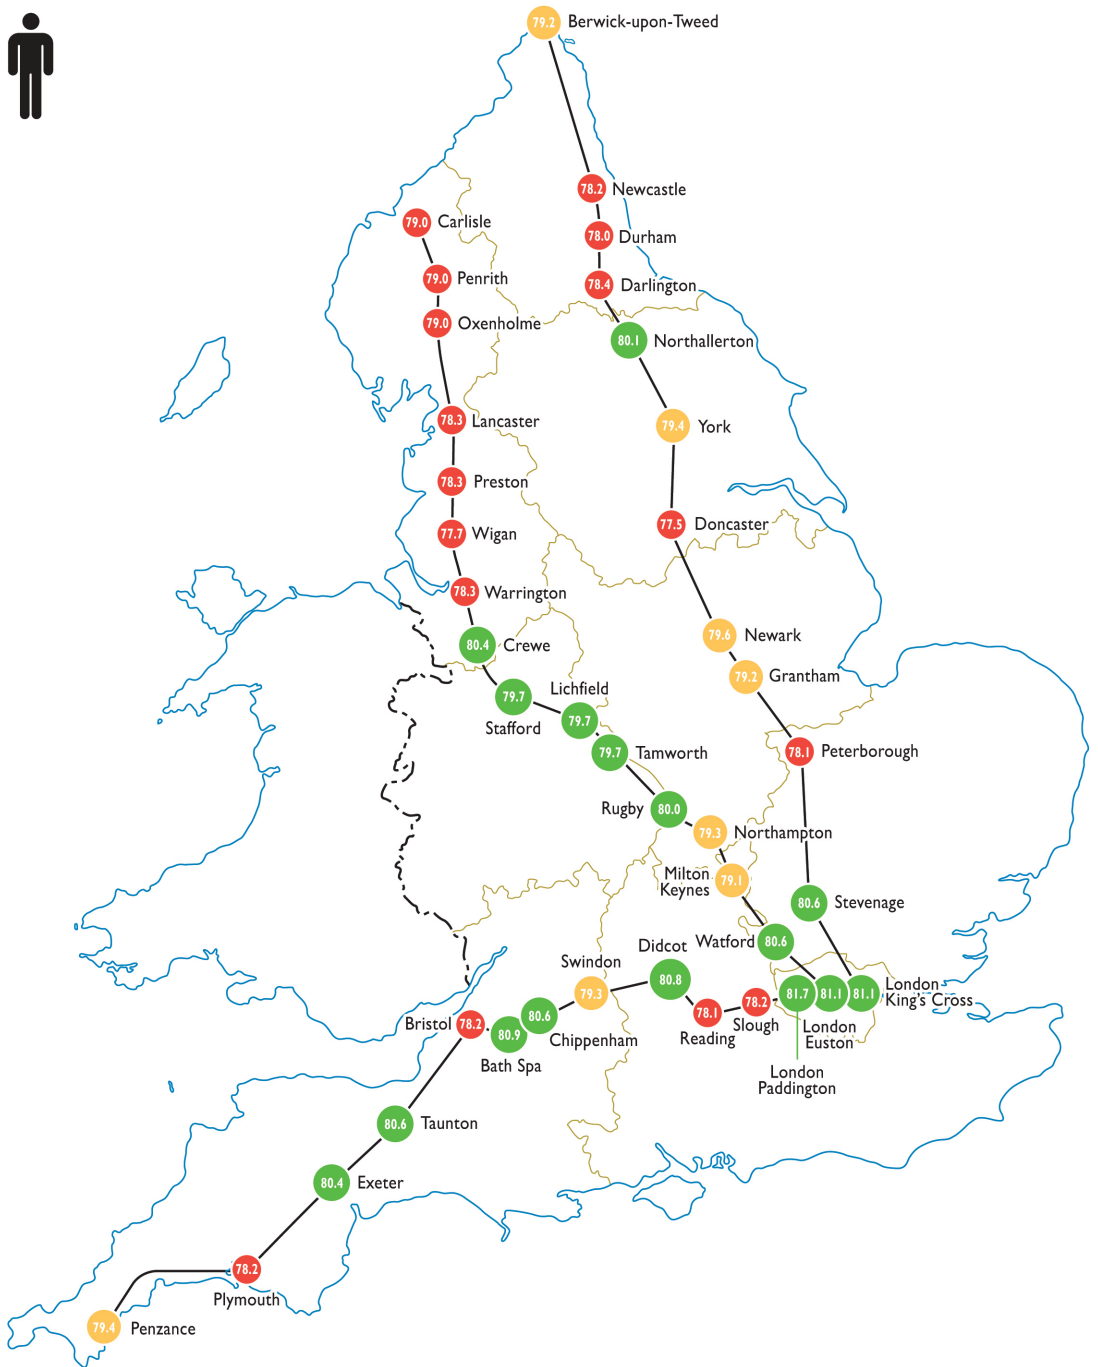 79.2 Berwick-upon-Tweed
78.2 Newcastle
79.0 Carlisle
78.0 Durham
79.0 Penrith
78.4 Darlington
79.0 Oxenholme
80.1 Northallerton
78.3 Lancaster
79.4 York
78.3 Preston
77.5 Doncaster
77.7 Wigan
78.3 Warrington
79.6 Newark
80.4 Crewe
79.2 Grantham
79.7
Stafford
Lichfield
79.7
79.7 Tamworth
78.1 Peterborough
Rugby 80.0
79.3 Northampton
Milton
Keynes
79.1
80.6 Stevenage
Watford 80.6
Didcot
80.8
Swindon
79.3
81.7
London
Paddington
81.1
London
Euston
81.1
London
King's Cross
78.2
Slough
78.1
Reading
80.6
Chippenham
80.9
Bath Spa
Bristol 78.2
80.6 Taunton
80.4 Exeter
78.2
Plymouth
79.4 Penzance